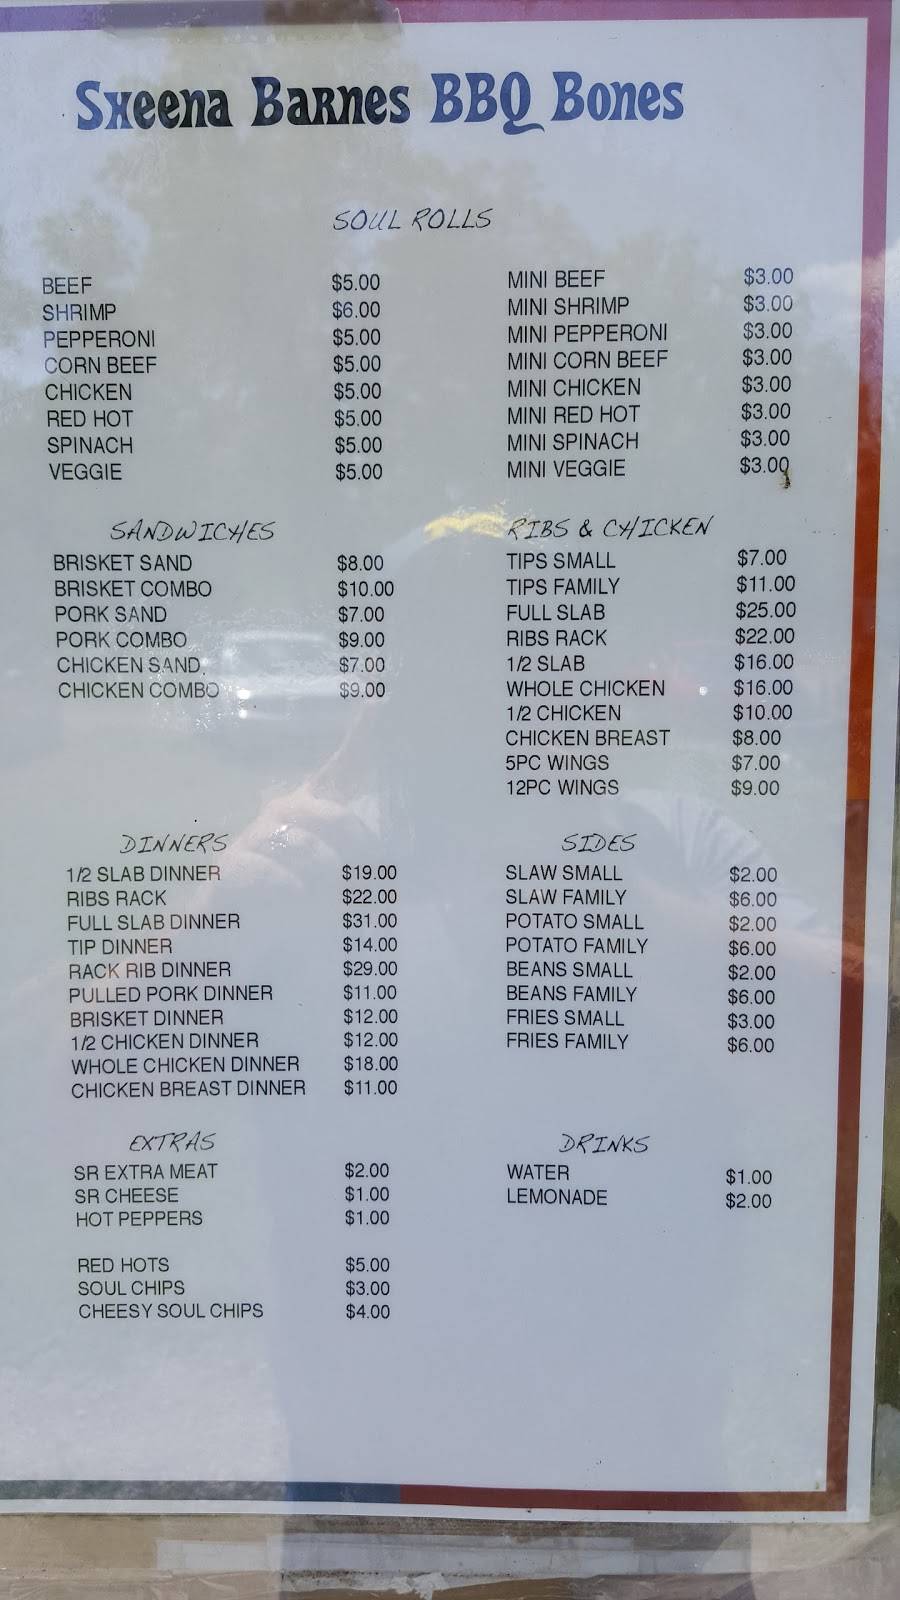 Sheena Barnes BBQ Bones
SOUL ROLLS
BEEF $5.00
SHRIMP $6.00
PEPPERONI $5.00
CORN BEEF $5.00
CHICKEN $5.00
RED HOT $5.00
SPINACH $5.00
VEGGIE $5.00
MINI BEEF $3.00
MINI SHRIMP $3.00
MINI PEPPERONI $3.00
MINI CORN BEEF $3.00
MINI CHICKEN $3.00
MINI RED HOT $3.00
MINI SPINACH $3.00
MINI VEGGIE $3.00
SANDWICHES
BRISKET SAND $8.00
BRISKET COMBO $10.00
PORK SAND $7.00
PORK COMBO $9.00
CHICKEN SAND. $7.00
CHICKEN COMBO $9.00
RIBS & CHICKEN
TIPS SMALL $7.00
TIPS FAMILY $11.00
FULL SLAB $25.00
RIBS RACK $22.00
1/2 SLAB $16.00
WHOLE CHICKEN $16.00
1/2 CHICKEN $10.00
CHICKEN BREAST $8.00
5PC WINGS $7.00
12PC WINGS $9.00
DINNERS
1/2 SLAB DINNER $19.00
RIBS RACK $22.00
FULL SLAB DINNER $31.00
TIP DINNER $14.00
RACK RIB DINNER $29.00
PULLED PORK DINNER $11.00
BRISKET DINNER $12.00
1/2 CHICKEN DINNER $12.00
WHOLE CHICKEN DINNER $18.00
CHICKEN BREAST DINNER $11.00
SIDES
SLAW SMALL $2.00
SLAW FAMILY $6.00
POTATO SMALL $2.00
POTATO FAMILY $6.00
BEANS SMALL $2.00
BEANS FAMILY $6.00
FRIES SMALL $3.00
FRIES FAMILY $6.00
EXTRAS
SR EXTRA MEAT $2.00
SR CHEESE $1.00
HOT PEPPERS $1.00
RED HOTS $5.00
SOUL CHIPS $3.00
CHEESY SOUL CHIPS $4.00
DRINKS
WATER $1.00
LEMONADE $2.00